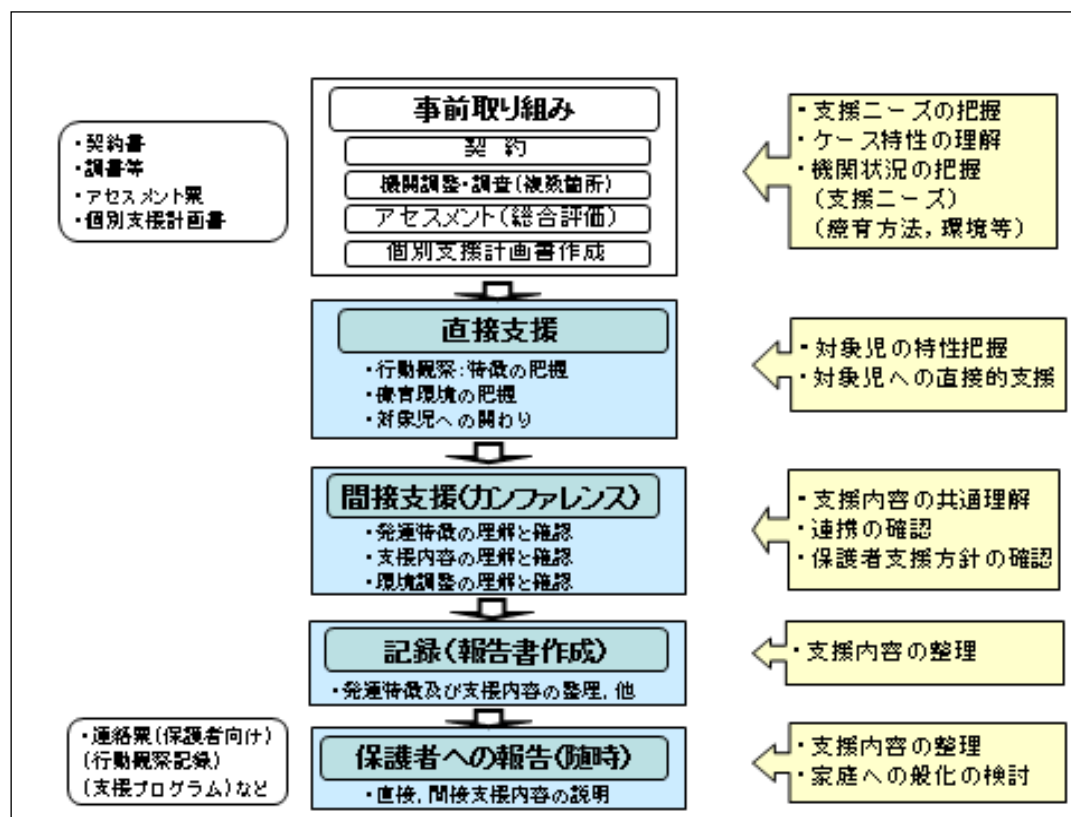 事前取り組み
契 約
機関調整・調査(複数箇所)
アセスメント(総合評価)
個別支援計画書作成
・契約書
・調書等
・アセスメント票
・個別支援計画書
・支援ニーズの把握
・ケース特性の理解
・機関状況の把握
(支援ニーズ)
(療育方法,環境等)
直接支援
・行動観察:特徴の把握
・療育環境の把握
・対象児への関わり
・対象児の特性把握
・対象児への直接的支援
間接支援(カンファレンス)
・発達特徴の理解と確認
・支援内容の理解と確認
・環境調整の理解と確認
・支援内容の共通理解
・連携の確認
・保護者支援方針の確認
記録(報告書作成)
・発達特徴及び支援内容の整理,他
・支援内容の整理
・連絡票(保護者向け)
(行動観察記録)
(支援プログラム)など
保護者への報告(随時)
・直接,間接支援内容の説明
・支援内容の整理
・家庭への般化の検討